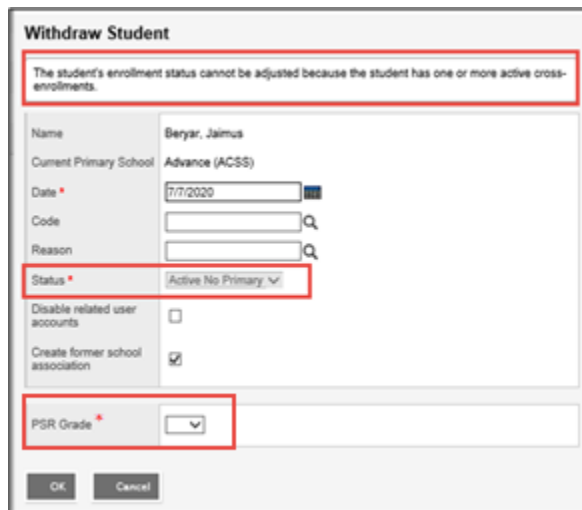 Withdraw Student
The student's enrollment status cannot be adjusted because the student has one or more active cross-
enrollments.
Name Beryar, Jaimus
Current Primary School Advance (ACSS)
Date * 7/7/2020
Code
Reason
Status * Active No Primary
Disable related user
accounts
Create former school
association
PSR Grade *
OK Cancel